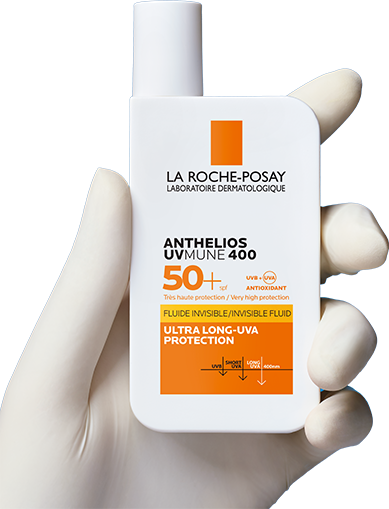 LA ROCHE-POSAY
LABORATOIRE DERMATOLOGIQUE
ANTHELIOS
UVMUNE 400
50+ SPF
UVB + UVA
ANTIOXIDANT
Très haute protection / Very high protection
FLUIDE INVISIBLE/INVISIBLE FLUID
ULTRA LONG-UVA
PROTECTION
UVB SHORT UVA LONG UVA 400nm